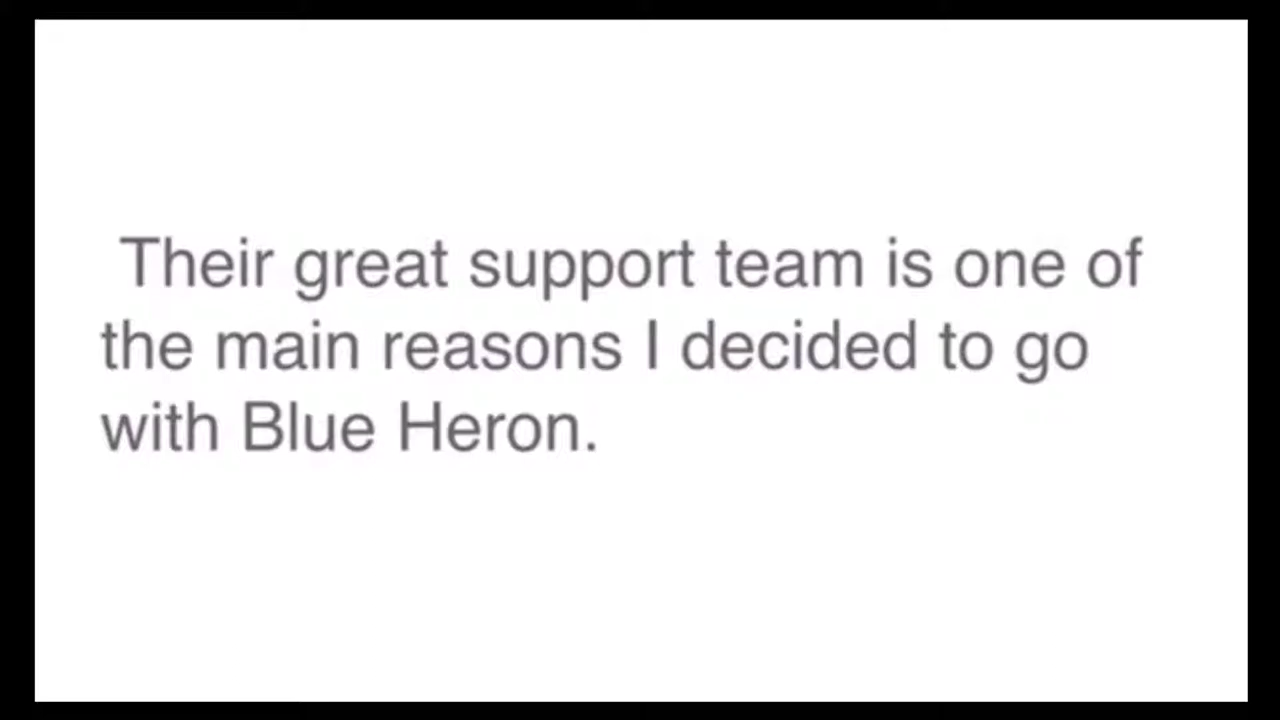 Their great support team is one of
the main reasons I decided to go
with Blue Heron.